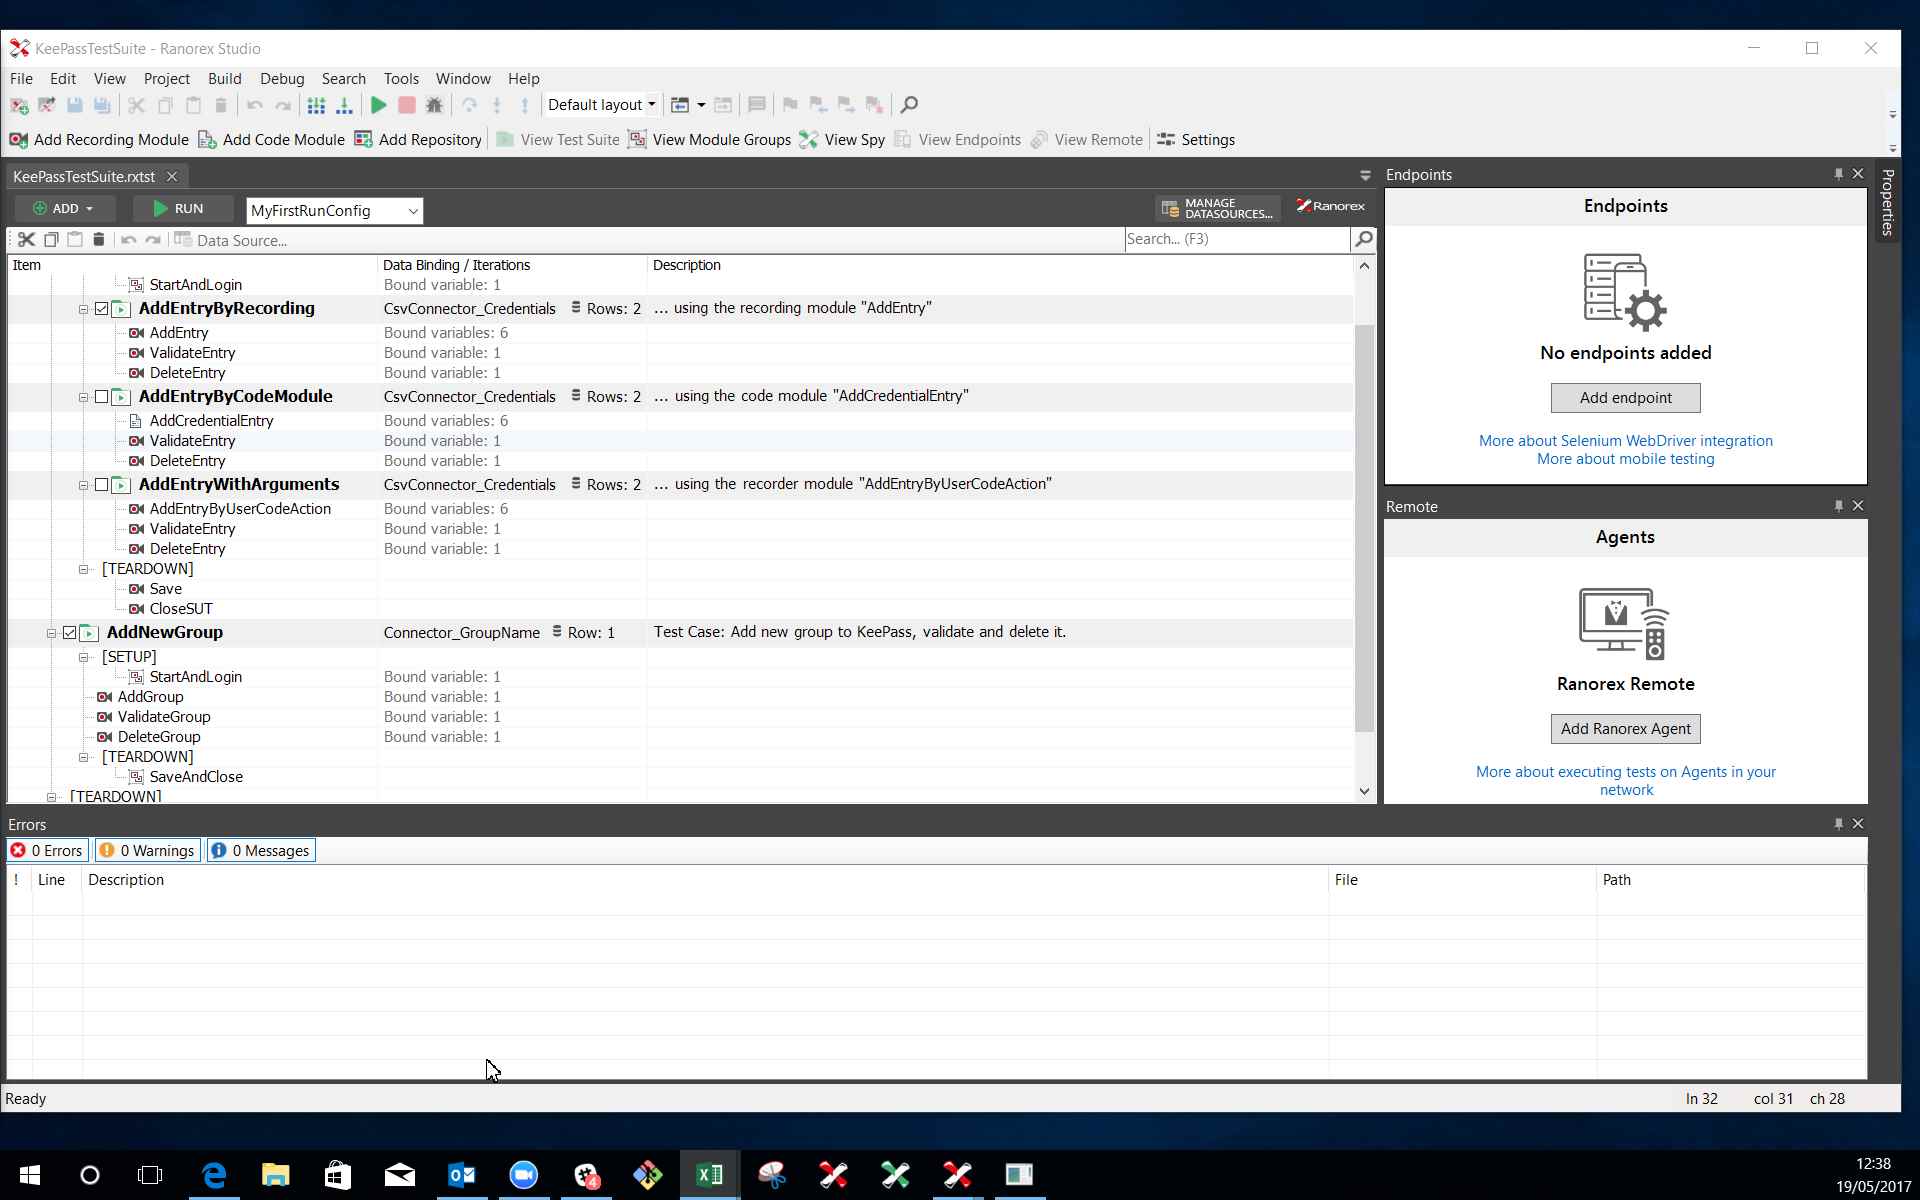 KeePassTestSuite - Ranorex Studio
File Edit View Project Build Debug Search Tools Window Help
Default layout
Add Recording Module Add Code Module Add Repository View Test Suite View Module Groups View Spy View Endpoints View Remote Settings
KeePassTestSuite.rxtst
ADD RUN MyFirstRunConfig MANAGE DATASOURCES... Ranorex
Data Source... Search... (F3)
Item Data Binding / Iterations Description
StartAndLogin Bound variable: 1
AddEntryByRecording CsvConnector_Credentials Rows: 2 ... using the recording module "AddEntry"
AddEntry Bound variables: 6
ValidateEntry Bound variable: 1
DeleteEntry Bound variable: 1
AddEntryByCodeModule CsvConnector_Credentials Rows: 2 ... using the code module "AddCredentialEntry"
AddCredentialEntry Bound variables: 6
ValidateEntry Bound variable: 1
DeleteEntry Bound variable: 1
AddEntryWithArguments CsvConnector_Credentials Rows: 2 ... using the recorder module "AddEntryByUserCodeAction"
AddEntryByUserCodeAction Bound variables: 6
ValidateEntry Bound variable: 1
DeleteEntry Bound variable: 1
[TEARDOWN]
Save
CloseSUT
AddNewGroup Connector_GroupName Row: 1 Test Case: Add new group to KeePass, validate and delete it.
[SETUP]
StartAndLogin Bound variable: 1
AddGroup Bound variable: 1
ValidateGroup Bound variable: 1
DeleteGroup Bound variable: 1
[TEARDOWN]
SaveAndClose
[TEARDOWN]
Endpoints
Endpoints
No endpoints added
Add endpoint
More about Selenium WebDriver integration
More about mobile testing
Remote
Agents
Ranorex Remote
Add Ranorex Agent
More about executing tests on Agents in your
network
Properties
Errors
0 Errors 0 Warnings 0 Messages
! Line Description File Path
Ready ln 32 col 31 ch 28
4
12:38
19/05/2017